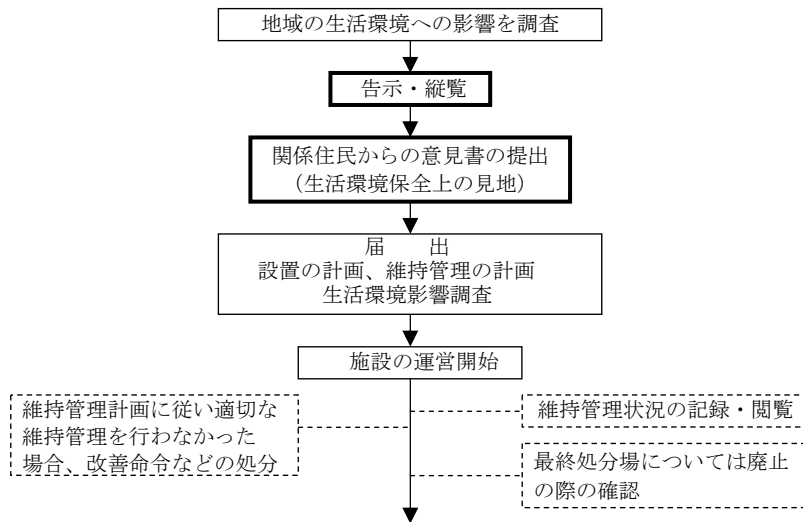 地域の生活環境への影響を調査
告示・縦覧
関係住民からの意見書の提出
(生活環境保全上の見地)
届　　出
設置の計画、維持管理の計画
生活環境影響調査
施設の運営開始
維持管理計画に従い適切な
維持管理を行わなかった
場合、改善命令などの処分
維持管理状況の記録・閲覧
最終処分場については廃止
の際の確認